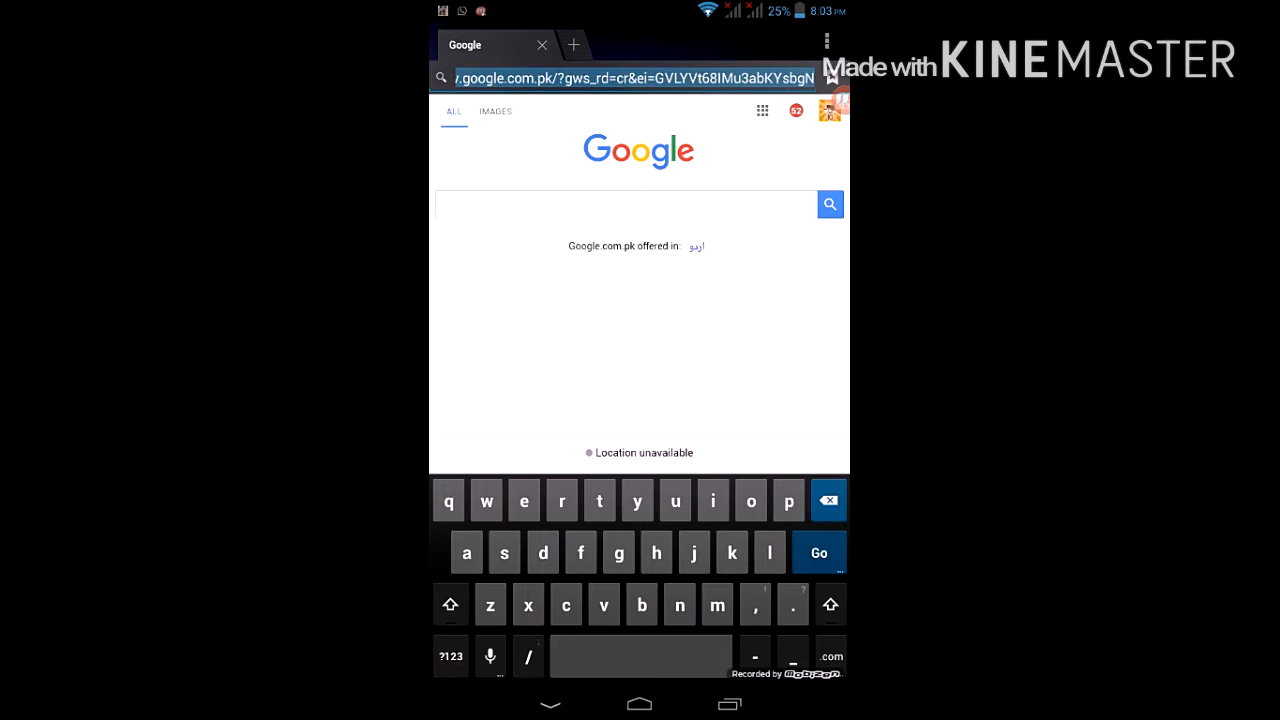 25% 8:03 PM
Google
Made with KINEMASTER
v.google.com.pk/?gws_rd=cr&ei=GVLYVt68IMu3abKYsbgN
ALL IMAGES 52
Google
Google.com.pk offered in: اردو
Location unavailable
q w e r t y u i o p
a s d f g h j k l Go
z x c v b n m , ! . ?
?123 / : - _ .com
Recorded by mobizen